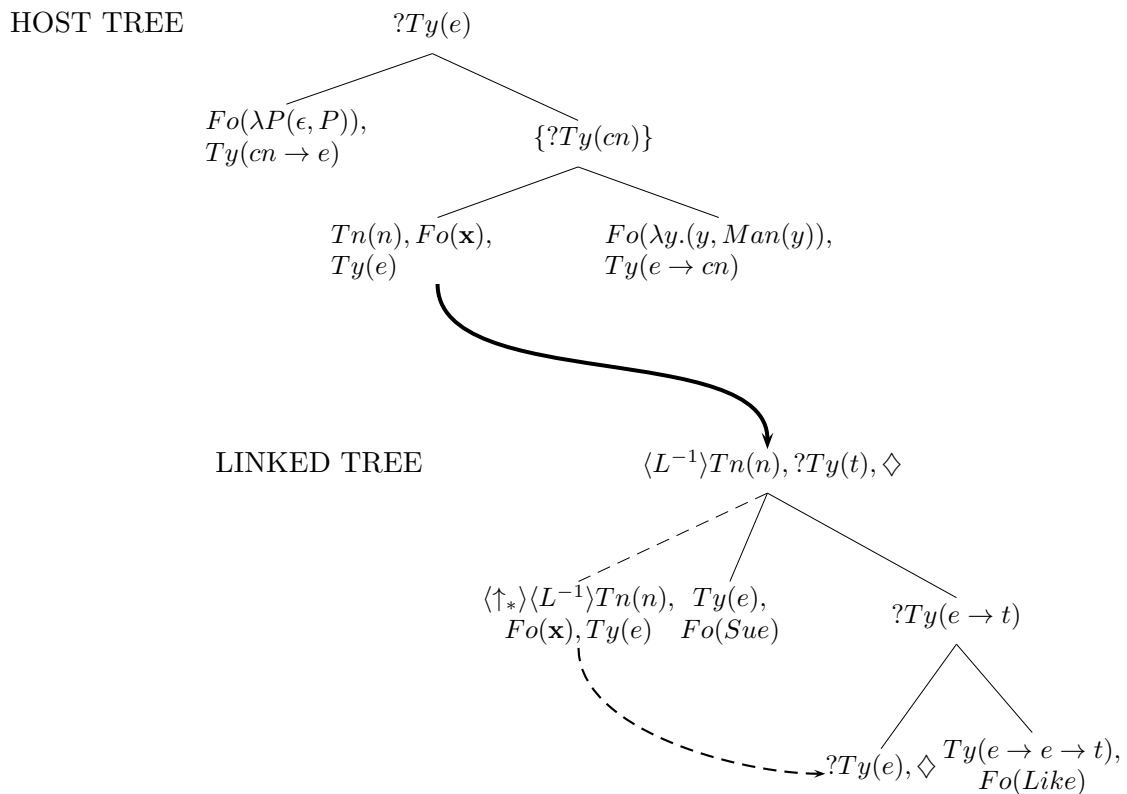 HOST TREE
?Ty(e)
Fo(λP(ϵ, P)),
Ty(cn → e)
{?Ty(cn)}
Tn(n), Fo(x),
Ty(e)
Fo(λy.(y, Man(y)),
Ty(e → cn)
LINKED TREE
⟨L⁻¹⟩Tn(n), ?Ty(t), ♢
⟨↑∗⟩⟨L⁻¹⟩Tn(n),
Fo(x), Ty(e)
Ty(e),
Fo(Sue)
?Ty(e → t)
?Ty(e), ♢
Ty(e → e → t),
Fo(Like)